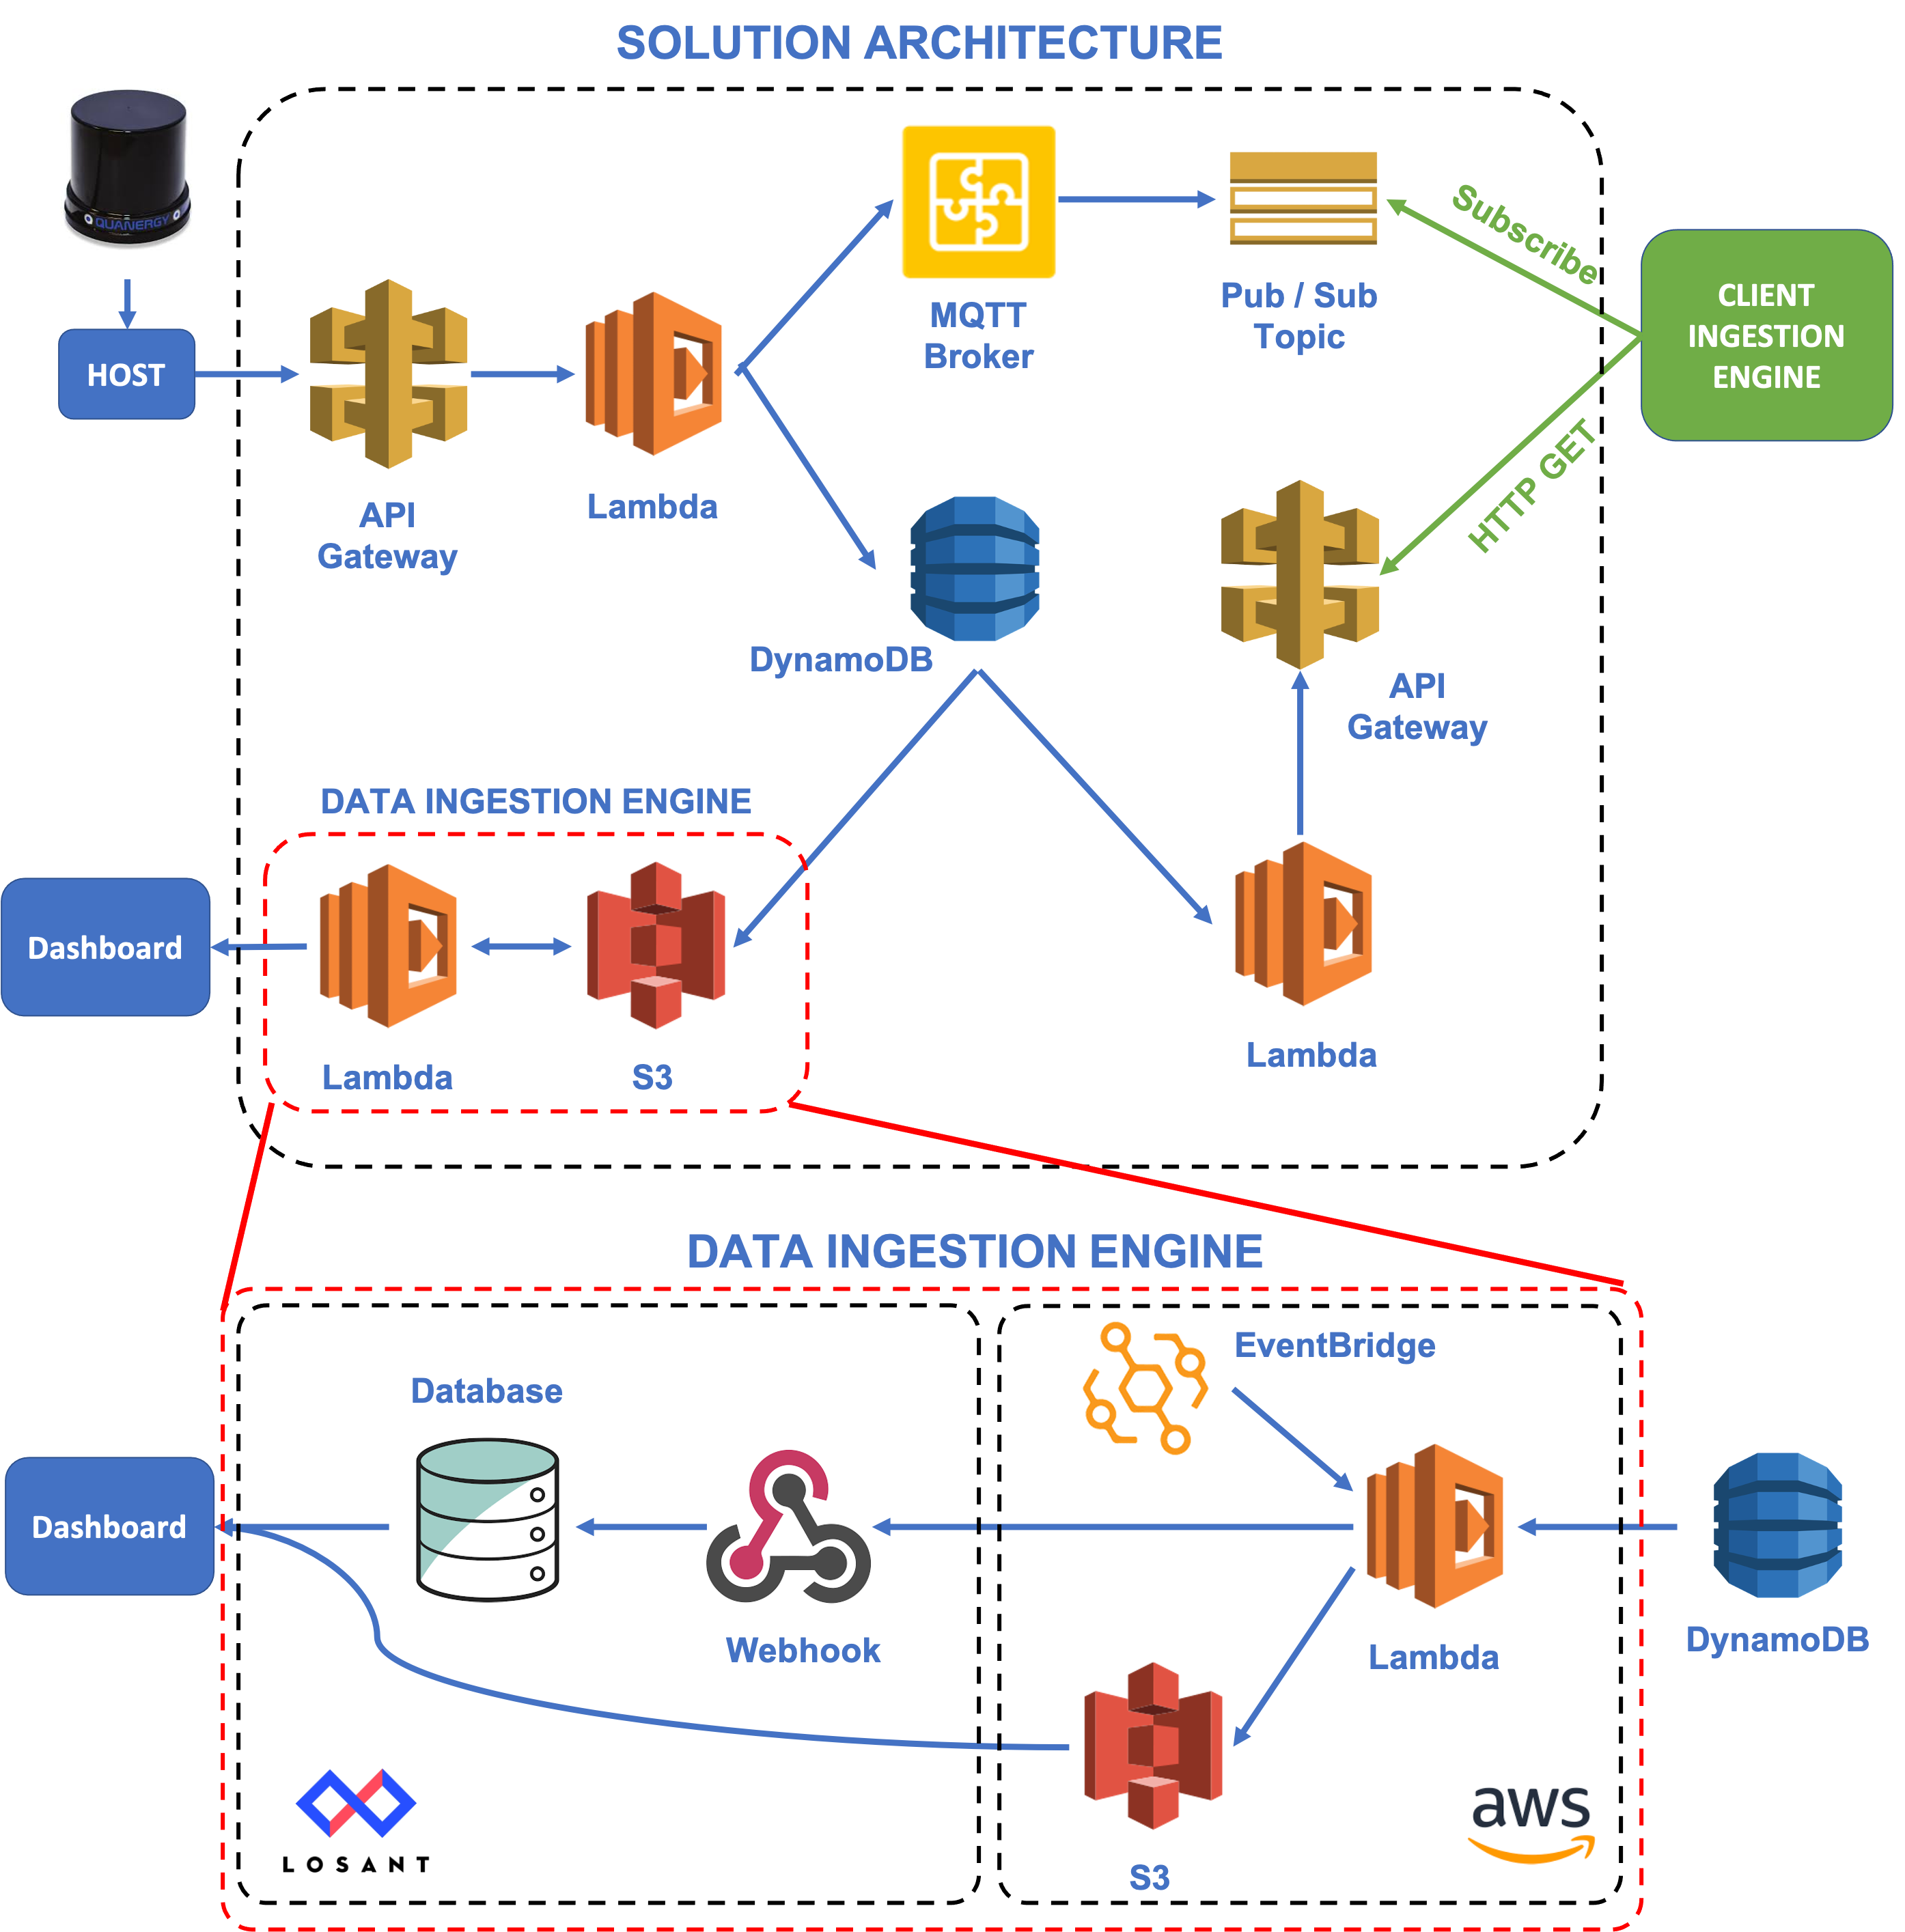 SOLUTION ARCHITECTURE
QUANERGY
HOST
API
Gateway
Lambda
MQTT
Broker
Pub / Sub
Topic
Subscribe
CLIENT
INGESTION
ENGINE
HTTP GET
DynamoDB
API
Gateway
DATA INGESTION ENGINE
Dashboard
Lambda
S3
Lambda
DATA INGESTION ENGINE
EventBridge
Database
Dashboard
Webhook
Lambda
DynamoDB
LOSANT
S3
aws